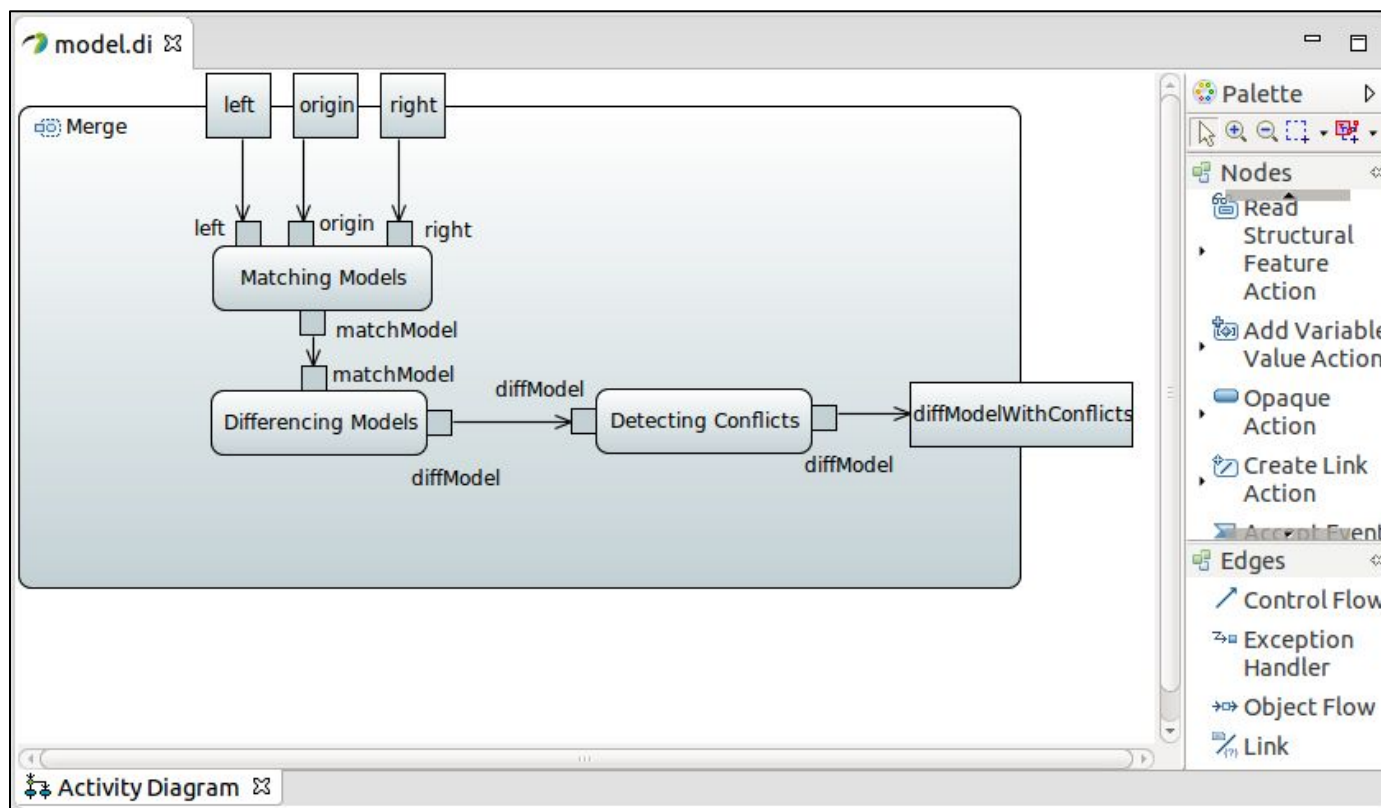 model.di
left
origin
right
Merge
left
origin
right
Matching Models
matchModel
matchModel
Differencing Models
diffModel
diffModel
Detecting Conflicts
diffModel
diffModelWithConflicts
Palette
Nodes
Read
Structural
Feature
Action
Add Variable
Value Action
Opaque
Action
Create Link
Action
Accept Event
Edges
Control Flow
Exception
Handler
Object Flow
Link
Activity Diagram